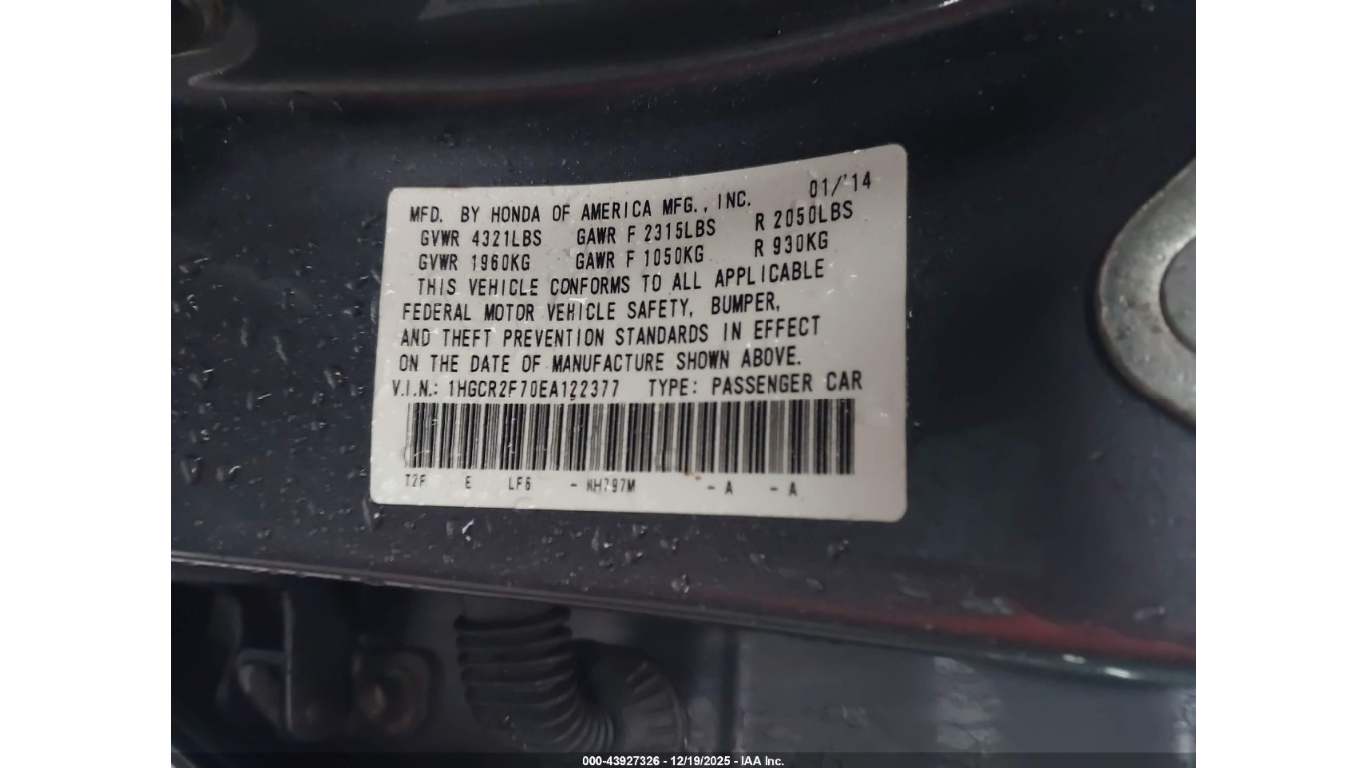 01/'14
MFD. BY HONDA OF AMERICA MFG., INC.
GVWR 4321LBS GAWR F 2315LBS R 2050LBS
GVWR 1960KG GAWR F 1050KG R 930KG
THIS VEHICLE CONFORMS TO ALL APPLICABLE
FEDERAL MOTOR VEHICLE SAFETY, BUMPER,
AND THEFT PREVENTION STANDARDS IN EFFECT
ON THE DATE OF MANUFACTURE SHOWN ABOVE.
V.I.N.: 1HGCR2F70EA122377 TYPE: PASSENGER CAR
T2F E LF6 - NH797M - A - A
000-43927326 - 12/19/2025 - IAA Inc.